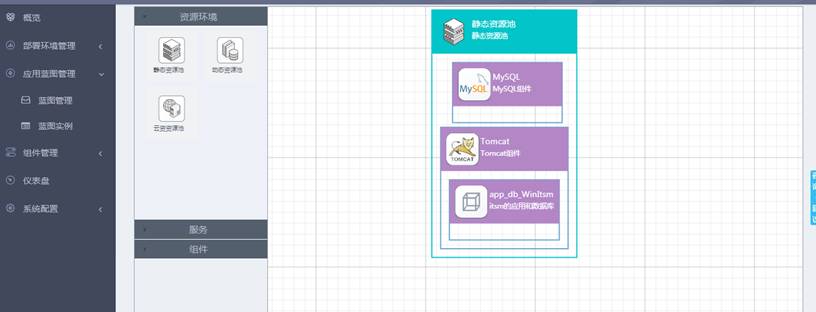 概览
部署环境管理
应用蓝图管理
蓝图管理
蓝图实例
组件管理
仪表盘
系统配置
资源环境
静态资源池
动态资源池
云资资源池
服务
组件
静态资源池
静态资源池
MySQL
MySQL
MySQL组件
TOMCAT
Tomcat
Tomcat组件
app_db_WinItsm
itsm的应用和数据库